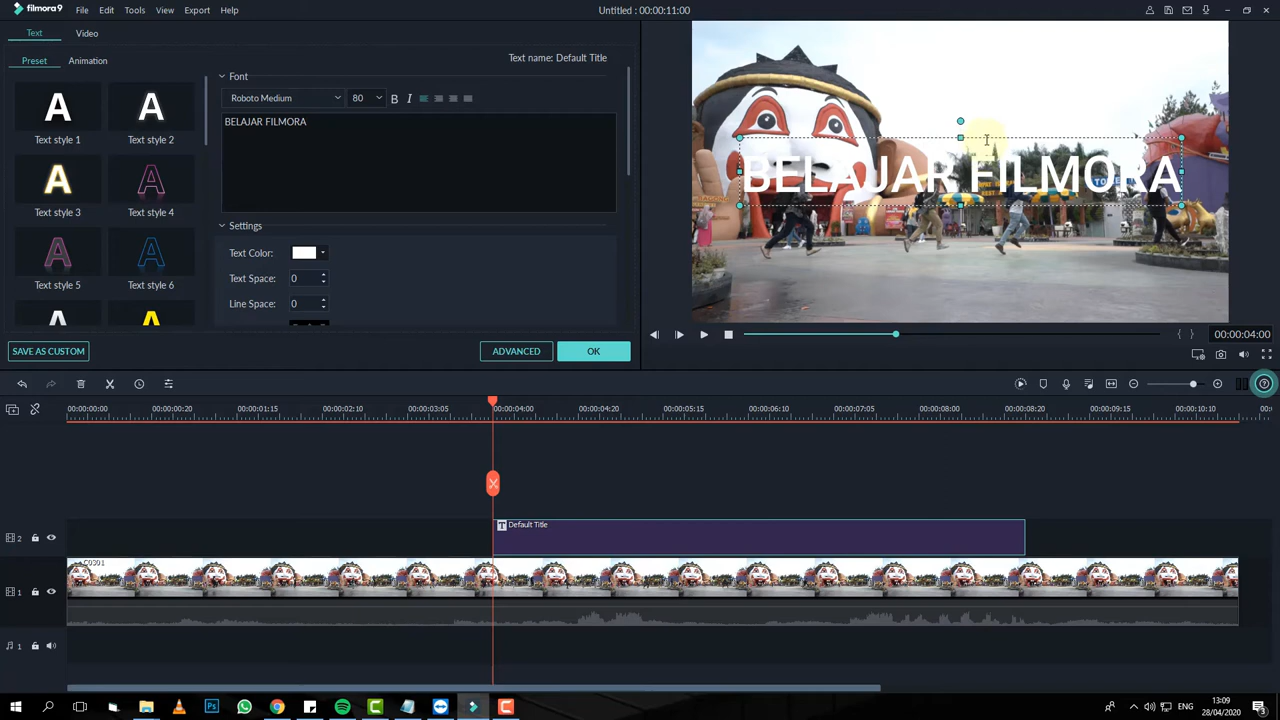 filmora9 File Edit Tools View Export Help Untitled : 00:00:11:00
Text Video
Preset Animation Text name: Default Title
Font
Roboto Medium 80 B I
BELAJAR FILMORA
Text style 1 Text style 2
Text style 3 Text style 4
Text style 5 Text style 6
Settings
Text Color:
Text Space: 0
Line Space: 0
SAVE AS CUSTOM ADVANCED OK
BELAJAR FILMORA
00:00:04:00
00:00:00:00 00:00:00:20 00:00:01:15 00:00:02:10 00:00:03:05 00:00:04:00 00:00:04:20 00:00:05:15 00:00:06:10 00:00:07:05 00:00:08:00 00:00:08:20 00:00:09:15 00:00:10:10
2 T Default Title
C0301
1
1
ENG 13:09
28/04/2020 3